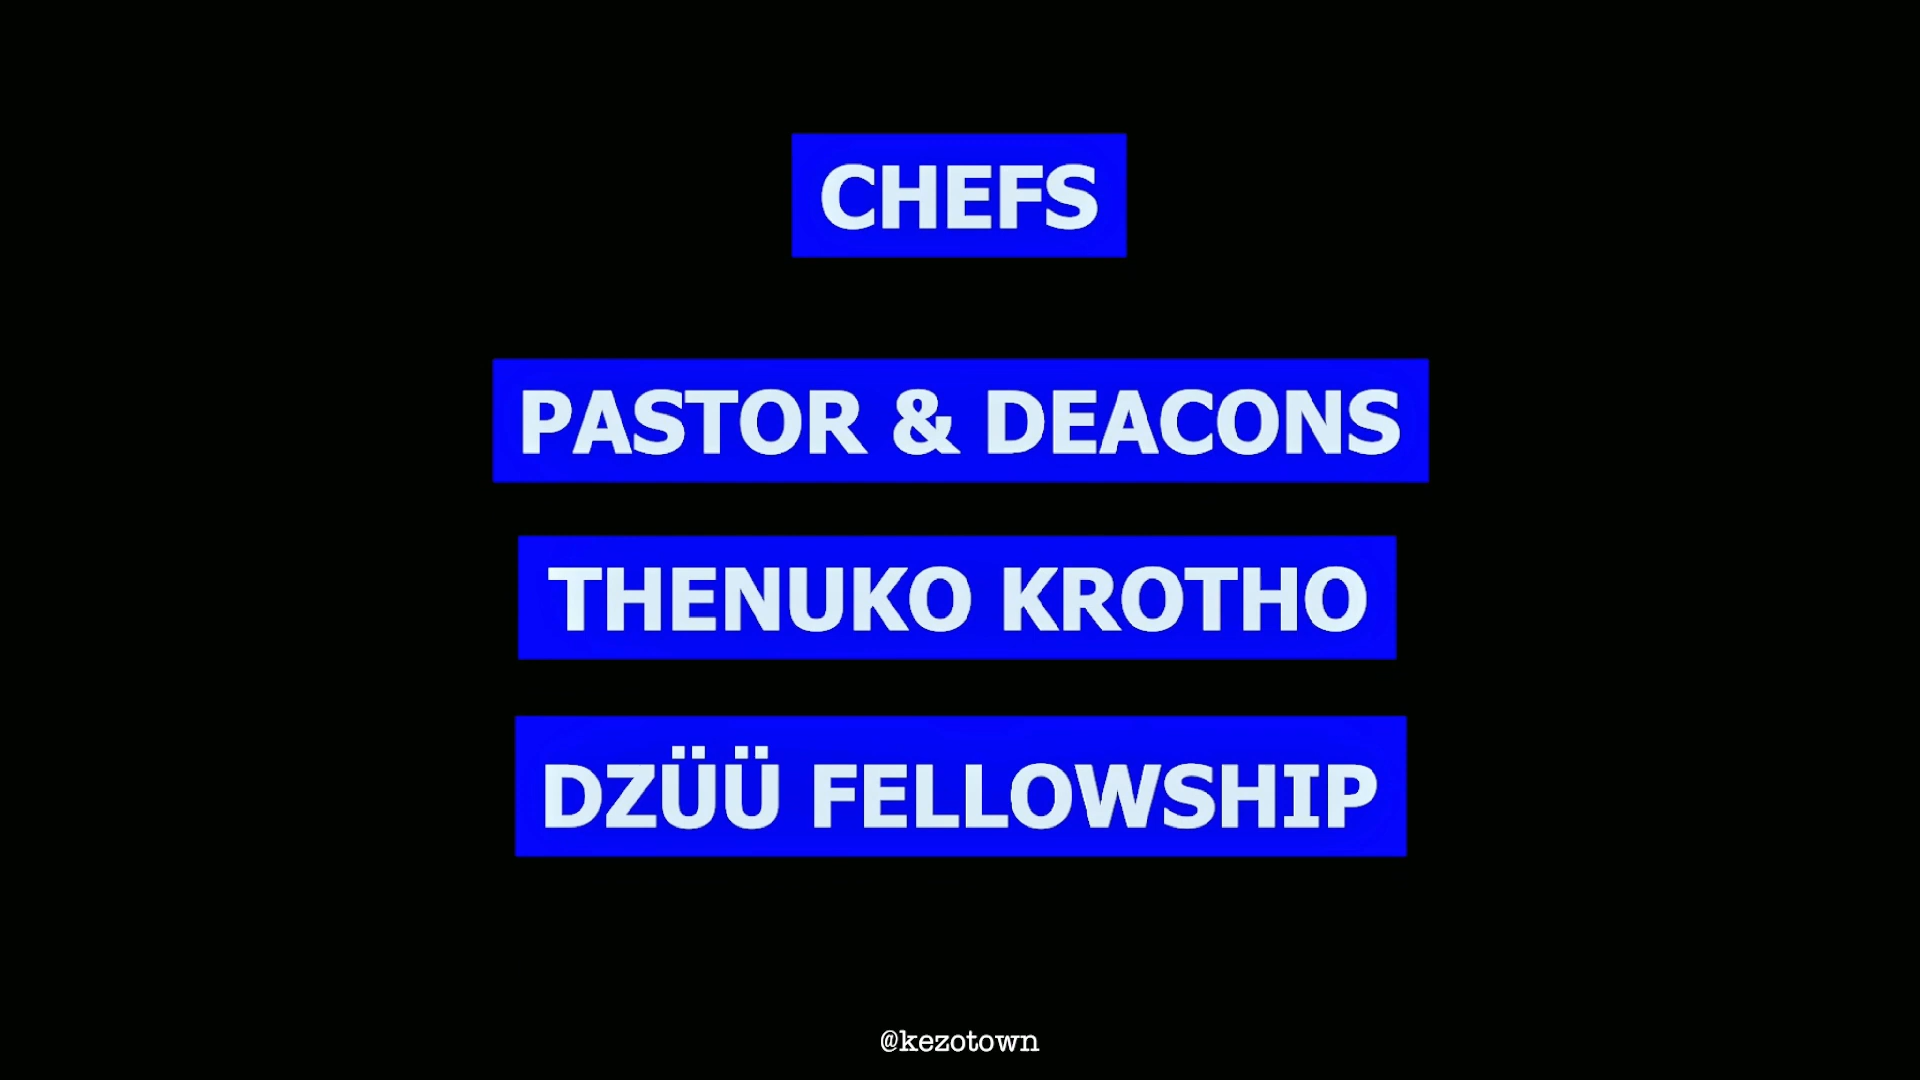 CHEFS
PASTOR & DEACONS
THENUKO KROTHO
DZÜÜ FELLOWSHIP
@kezotown